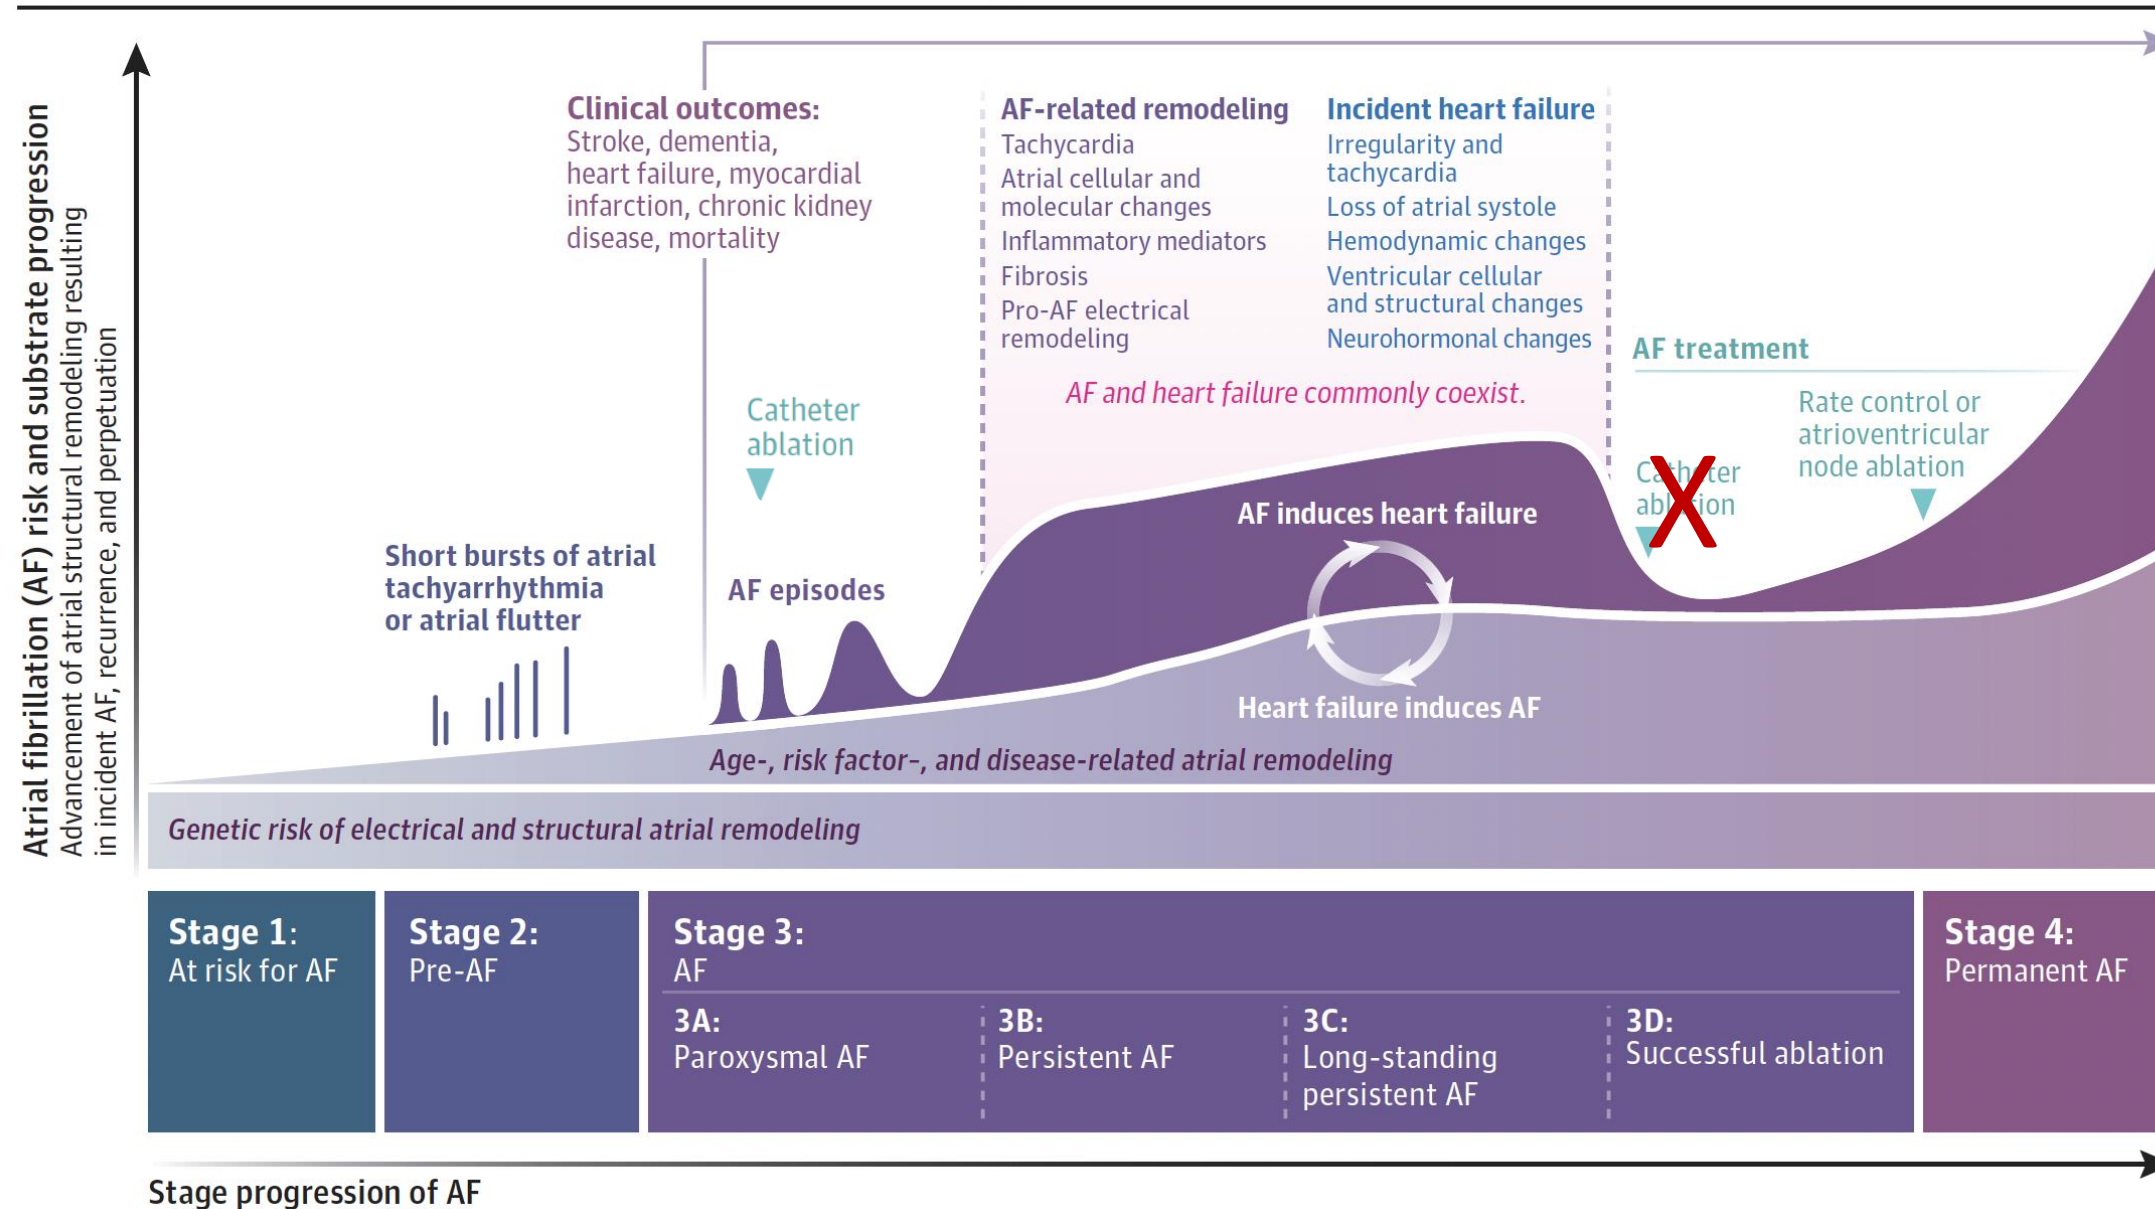 Atrial fibrillation (AF) risk and substrate progression
Advancement of atrial structural remodeling resulting
in incident AF, recurrence, and perpetuation
Clinical outcomes:
Stroke, dementia,
heart failure, myocardial
infarction, chronic kidney
disease, mortality
AF-related remodeling
Tachycardia
Atrial cellular and
molecular changes
Inflammatory mediators
Fibrosis
Pro-AF electrical
remodeling
Incident heart failure
Irregularity and
tachycardia
Loss of atrial systole
Hemodynamic changes
Ventricular cellular
and structural changes
Neurohormonal changes
AF and heart failure commonly coexist.
AF treatment
Catheter
ablation
Rate control or
atrioventricular
node ablation
Catheter
ablation
X
Short bursts of atrial
tachyarrhythmia
or atrial flutter
AF episodes
AF induces heart failure
Heart failure induces AF
Age-, risk factor-, and disease-related atrial remodeling
Genetic risk of electrical and structural atrial remodeling
Stage 1:
At risk for AF
Stage 2:
Pre-AF
Stage 3:
AF
3A:
Paroxysmal AF
3B:
Persistent AF
3C:
Long-standing
persistent AF
3D:
Successful ablation
Stage 4:
Permanent AF
Stage progression of AF